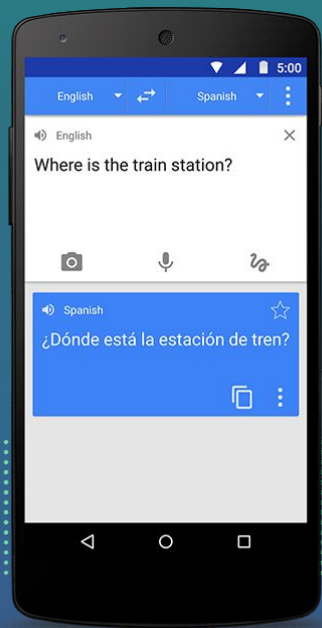 5:00
English Spanish
English
Where is the train station?
Spanish
¿Dónde está la estación de tren?